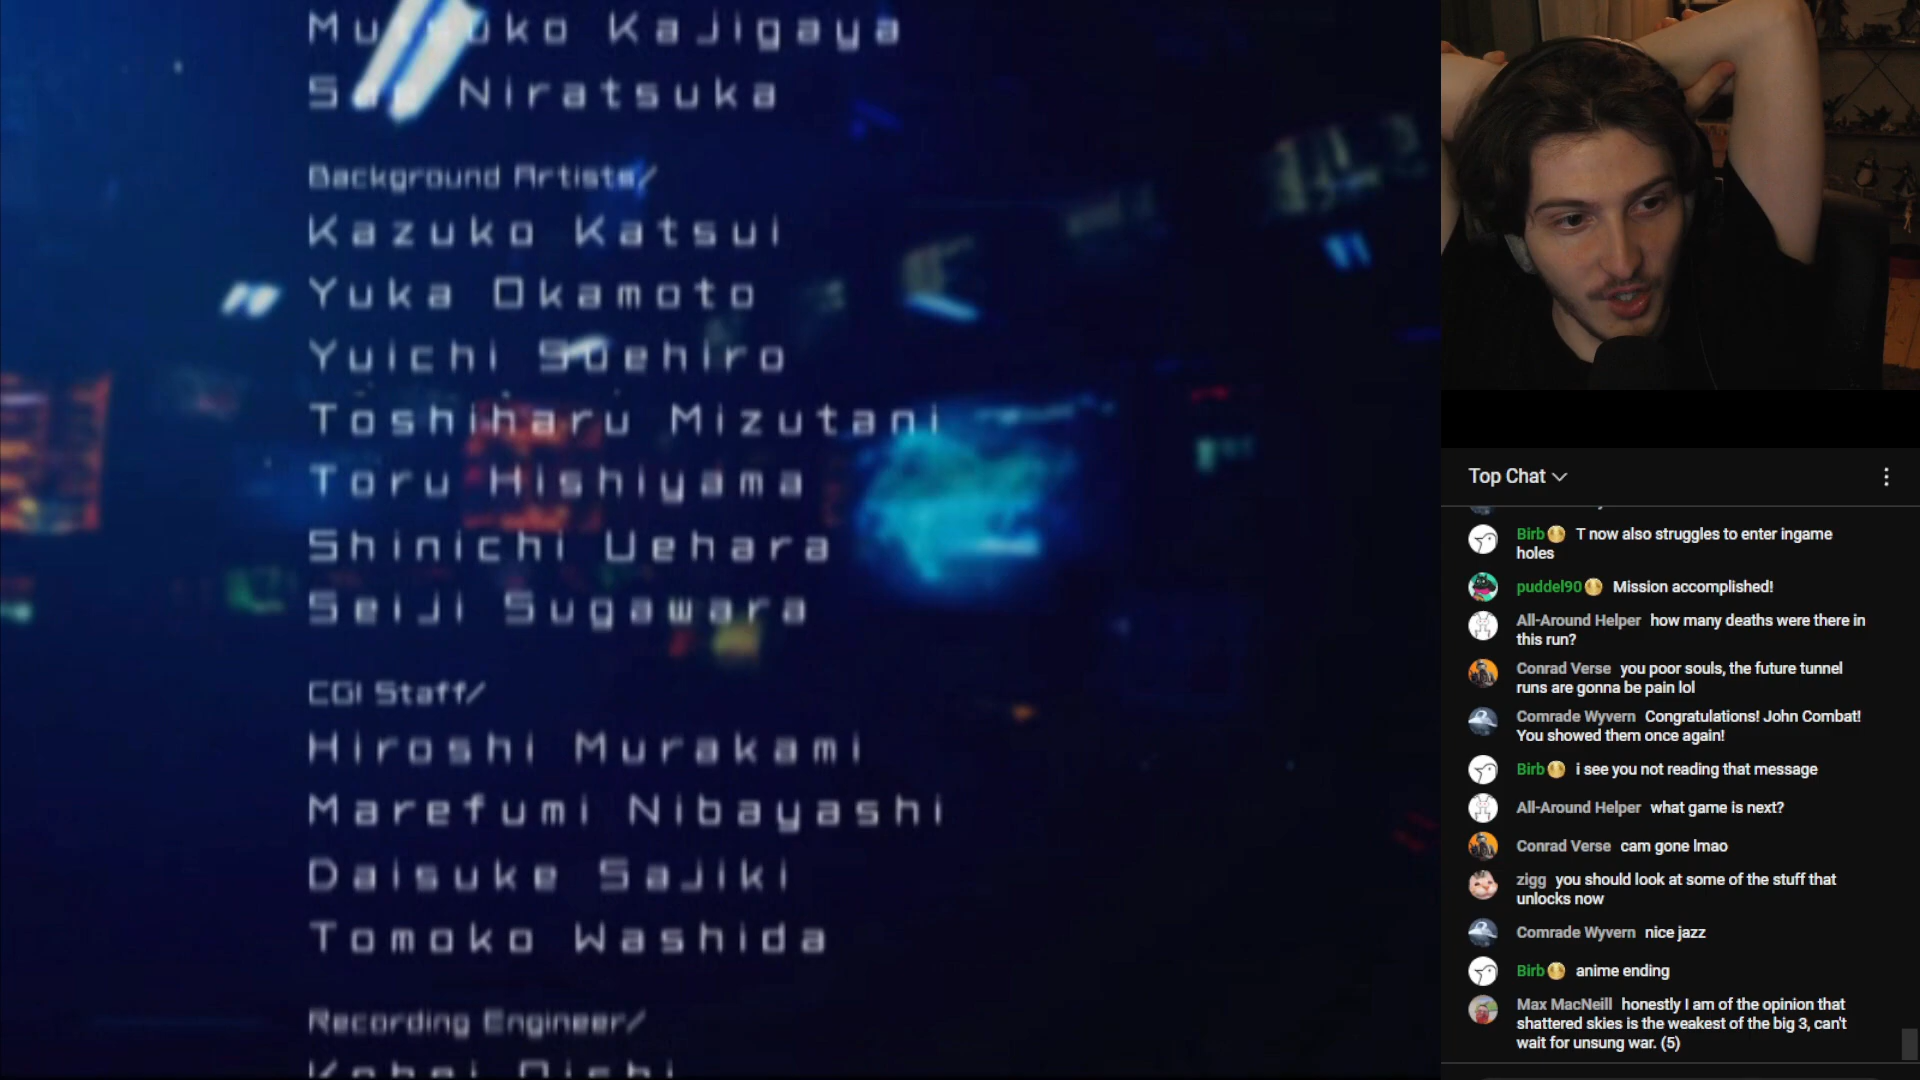 Kajigaya
Niratsuka
Background Artists/
Kazuko Katsui
Yuka Okamoto
Yuichi Suehiro
Toshiharu Mizutani
Toru Hishiyama
Shinichi Uehara
Seiji Sugawara
CGI Staff/
Hiroshi Murakami
Marefumi Nibayashi
Daisuke Sajiki
Tomoko Washida
Recording Engineer/
Top Chat
Birb T now also struggles to enter ingame
holes
puddel90 Mission accomplished!
All-Around Helper how many deaths were there in
this run?
Conrad Verse you poor souls, the future tunnel
runs are gonna be pain lol
Comrade Wyvern Congratulations! John Combat!
You showed them once again!
Birb i see you not reading that message
All-Around Helper what game is next?
Conrad Verse cam gone lmao
zigg you should look at some of the stuff that
unlocks now
Comrade Wyvern nice jazz
Birb anime ending
Max MacNeill honestly I am of the opinion that
shattered skies is the weakest of the big 3, can't
wait for unsung war. (5)